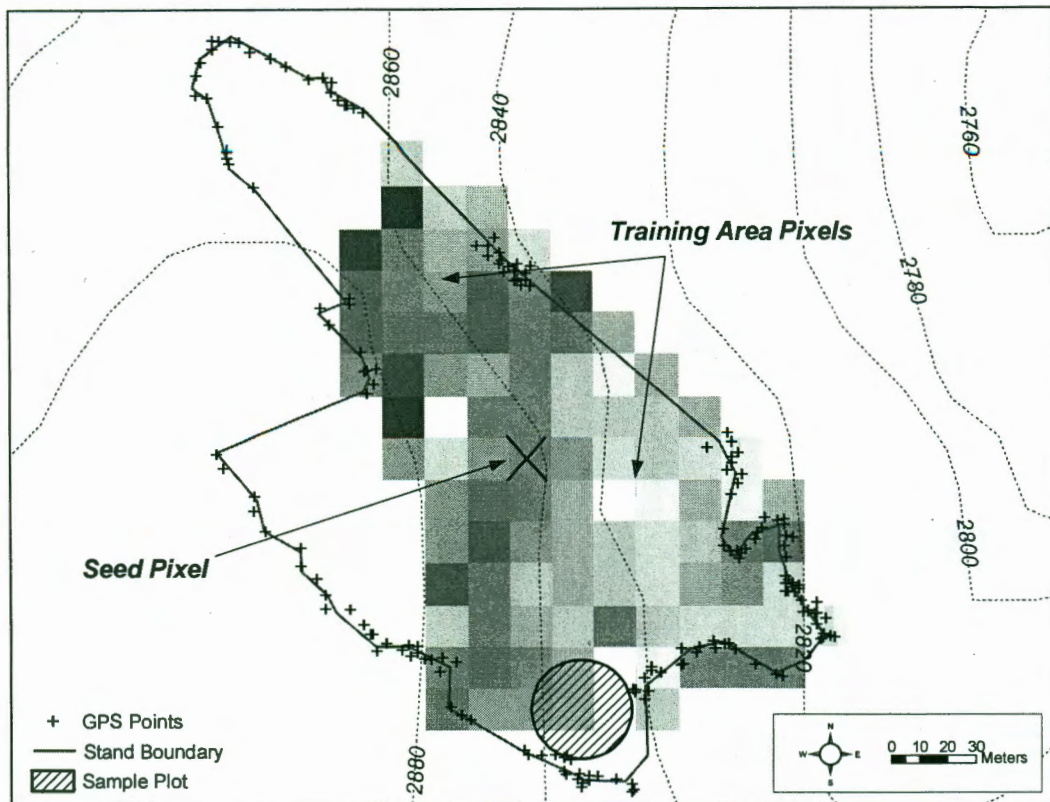 2860
2840
2760
Training Area Pixels
2780
2800
Seed Pixel
2820
2880
+ GPS Points
Stand Boundary
Sample Plot
N
W E
S
0 10 20 30
Meters